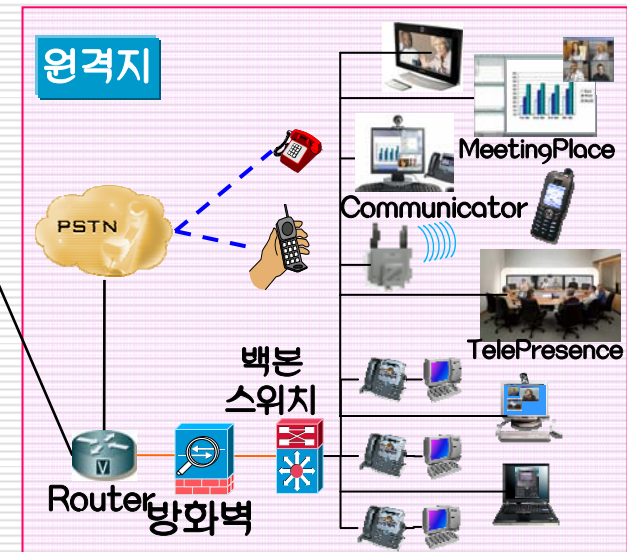 원격지
MeetingPlace
Communicator
PSTN
TelePresence
백본
스위치
V
Router
방화벽